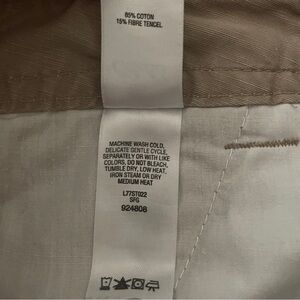 85% COTON
15% FIBRE TENCEL
MACHINE WASH COLD,
DELICATE GENTLE CYCLE,
SEPARATELY OR WITH LIKE
COLORS, DO NOT BLEACH,
TUMBLE DRY, LOW HEAT,
IRON STEAM OR DRY
MEDIUM HEAT
L77ST022
SFG
924808